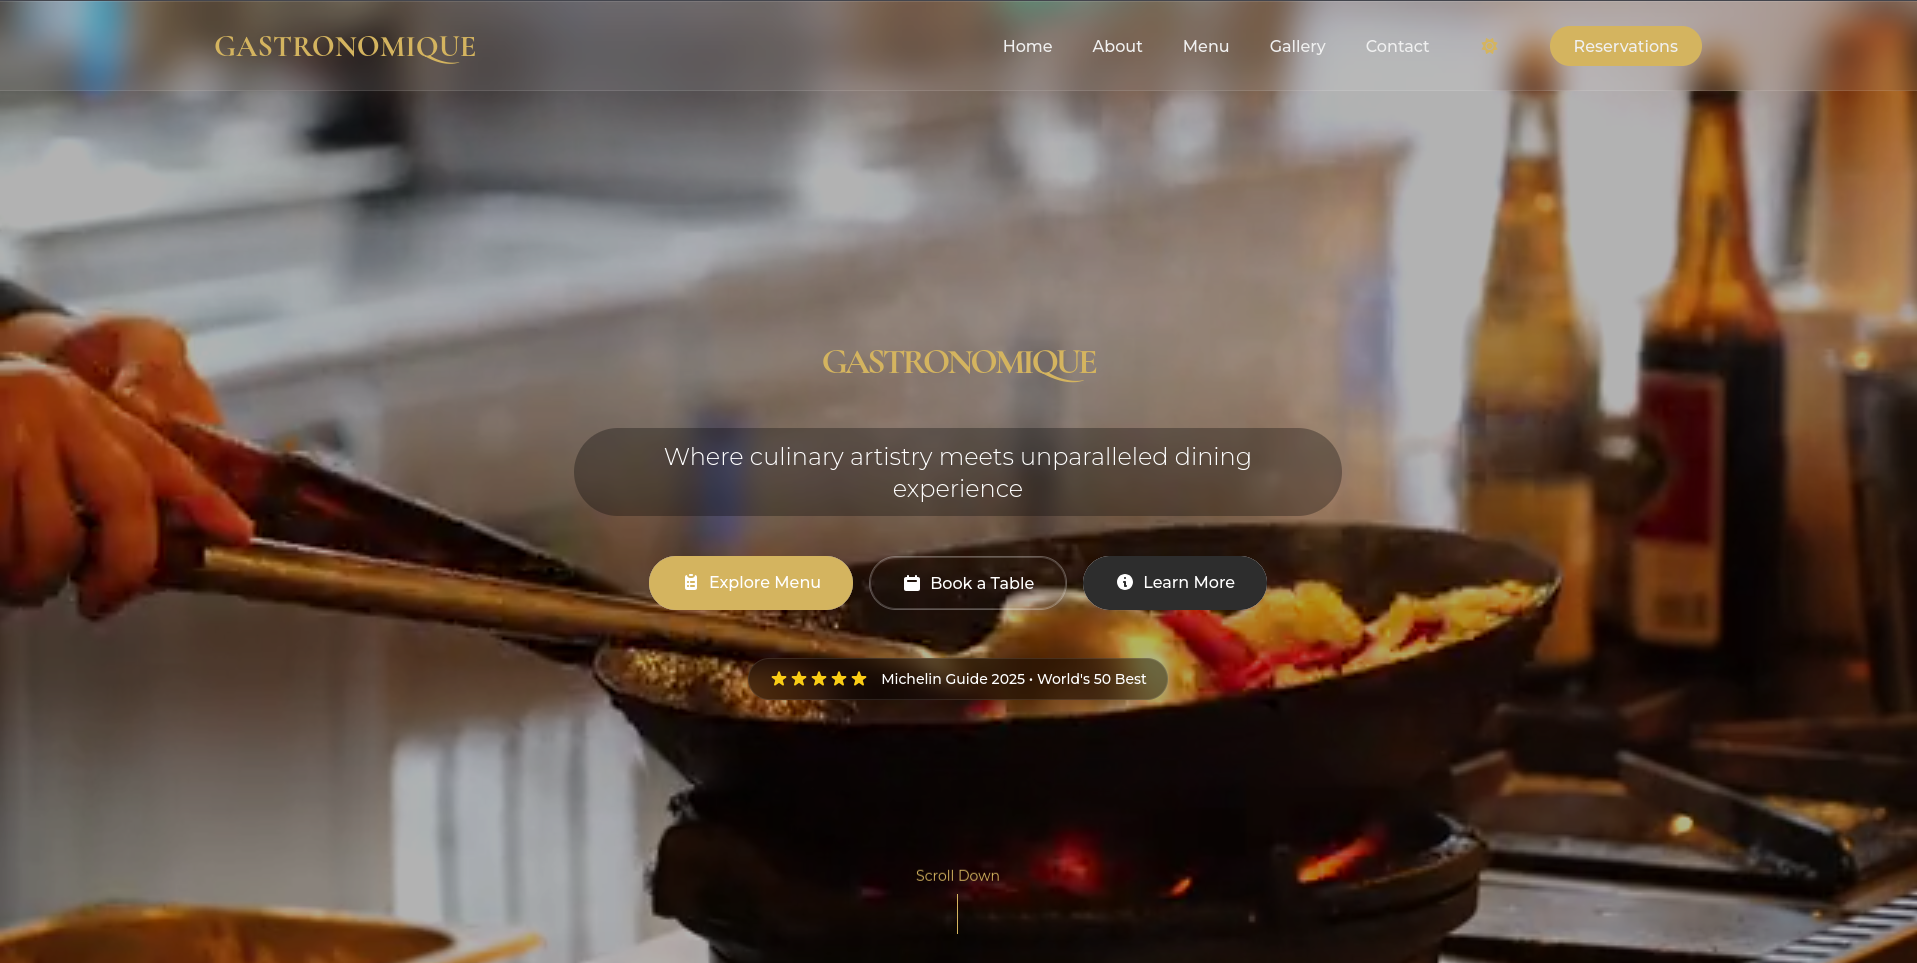 GASTRONOMIQUE
Home
About
Menu
Gallery
Contact
Reservations
GASTRONOMIQUE
Where culinary artistry meets unparalleled dining
experience
Explore Menu
Book a Table
Learn More
Michelin Guide 2025 • World's 50 Best
Scroll Down